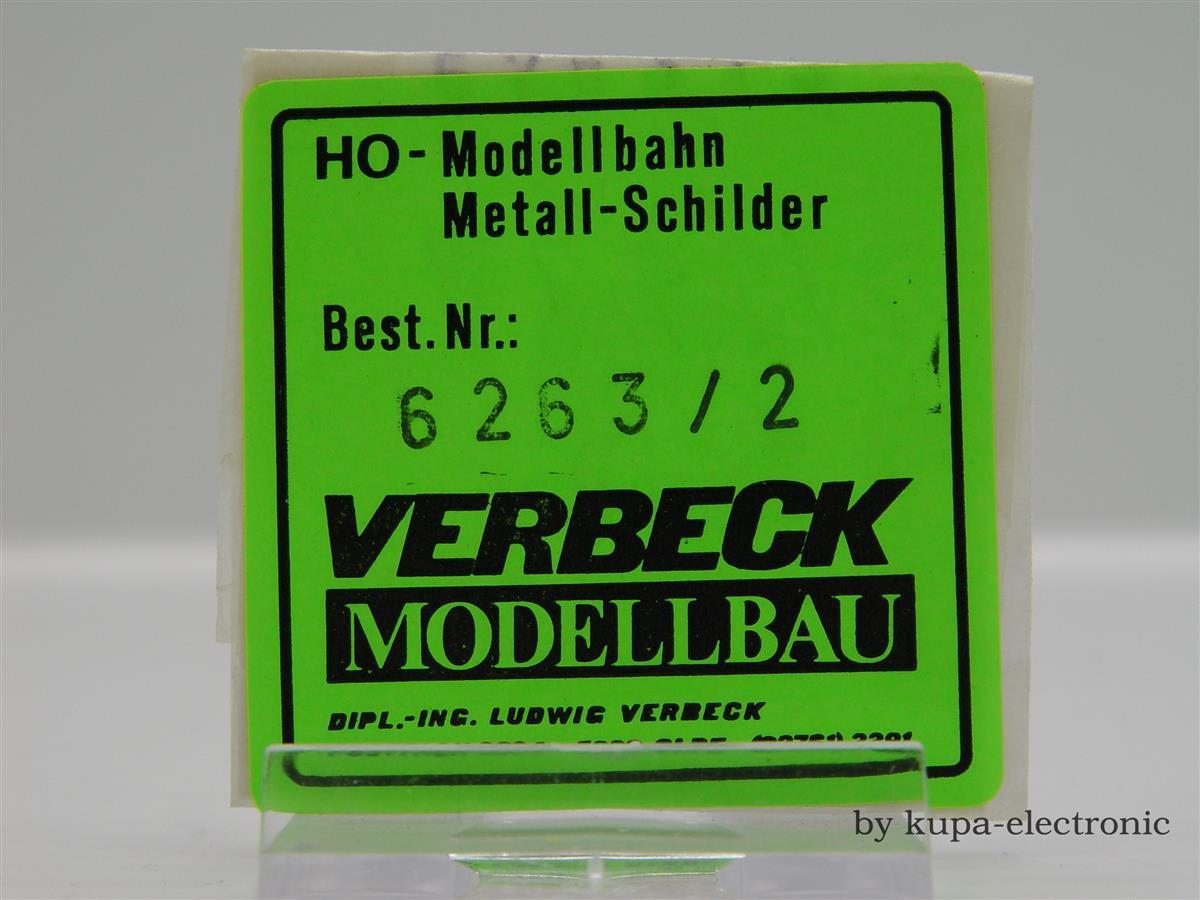 HO - Modellbahn
Metall-Schilder
Best. Nr.:
6263/2
VERBECK
MODELLBAU
DIPL.-ING. LUDWIG VERBECK
by kupa-electronic